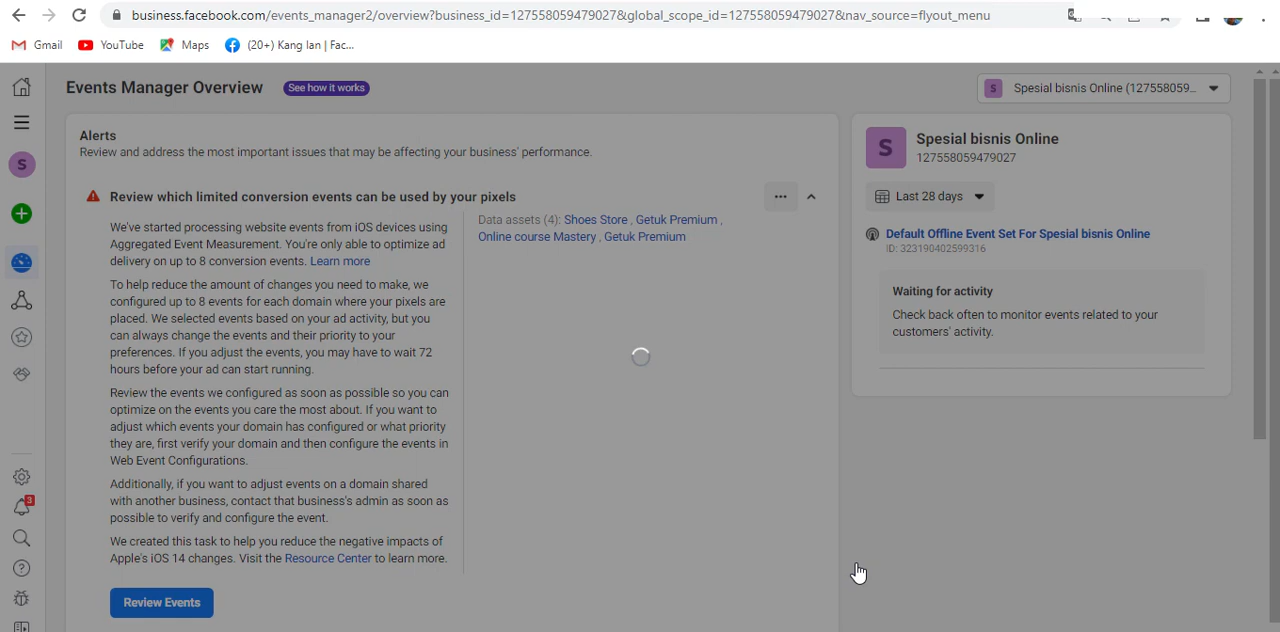 business.facebook.com/events_manager2/overview?business_id=127558059479027&global_scope_id=127558059479027&nav_source=flyout_menu
Gmail
YouTube
Maps
(20+) Kang Ian | Fac...
Events Manager Overview
See how it works
S
Spesial bisnis Online (127558059...
S
Alerts
Review and address the most important issues that may be affecting your business' performance.
Review which limited conversion events can be used by your pixels
We've started processing website events from iOS devices using
Aggregated Event Measurement. You're only able to optimize ad
delivery on up to 8 conversion events. Learn more
To help reduce the amount of changes you need to make, we
configured up to 8 events for each domain where your pixels are
placed. We selected events based on your ad activity, but you
can always change the events and their priority to your
preferences. If you adjust the events, you may have to wait 72
hours before your ad can start running.
Review the events we configured as soon as possible so you can
optimize on the events you care the most about. If you want to
adjust which events your domain has configured or what priority
they are, first verify your domain and then configure the events in
Web Event Configurations.
Additionally, if you want to adjust events on a domain shared
with another business, contact that business's admin as soon as
possible to verify and configure the event.
We created this task to help you reduce the negative impacts of
Apple's iOS 14 changes. Visit the Resource Center to learn more.
Review Events
Data assets (4): Shoes Store , Getuk Premium ,
Online course Mastery , Getuk Premium
S
Spesial bisnis Online
127558059479027
Last 28 days
Default Offline Event Set For Spesial bisnis Online
ID: 323190402599316
Waiting for activity
Check back often to monitor events related to your
customers' activity.
3